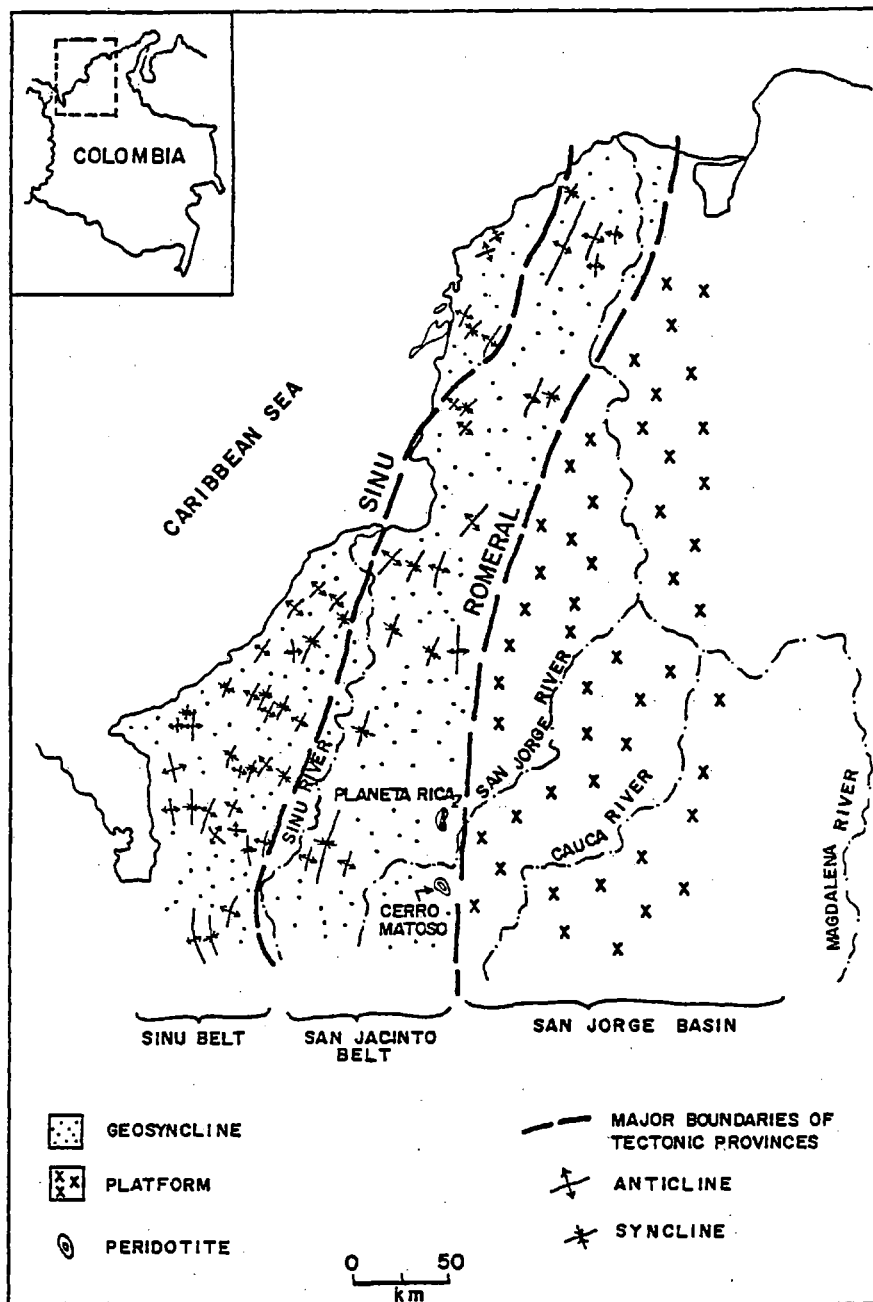 COLOMBIA
CARIBBEAN SEA
SINU
ROMERAL
SAN JORGE RIVER
SINU RIVER
PLANETA RICA
CAUCA RIVER
MAGDALENA RIVER
CERRO
MATOSO
SINU BELT
SAN JACINTO
BELT
SAN JORGE BASIN
GEOSYNCLINE
PLATFORM
PERIDOTITE
MAJOR BOUNDARIES OF
TECTONIC PROVINCES
ANTICLINE
SYNCLINE
0 50
km